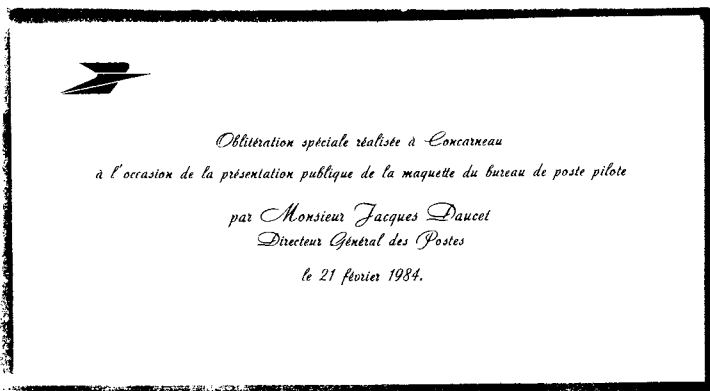 Oblitération spéciale réalisée à Concarneau
à l'occasion de la présentation publique de la maquette du bureau de poste pilote
par Monsieur Jacques Daucet
Directeur Général des Postes
le 21 février 1984.